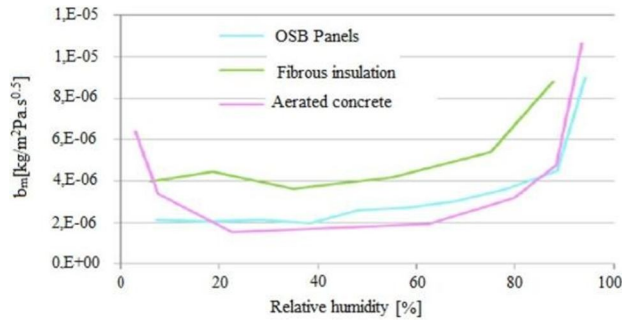 1,E-05
1,E-05
8,E-06
6,E-06
4,E-06
2,E-06
0,E+00
bm[kg/m²Pa.s⁰·⁵]
OSB Panels
Fibrous insulation
Aerated concrete
0 20 40 60 80 100
Relative humidity [%]